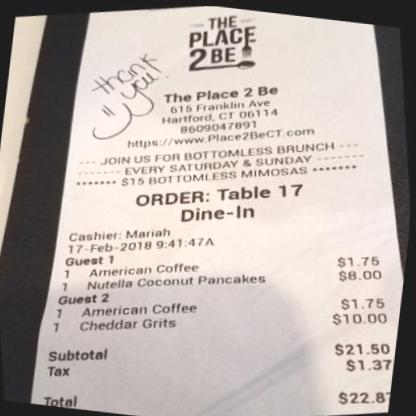 THE
PLACE
2 BE
thank
you!
The Place 2 Be
615 Franklin Ave
Hartford, CT 06114
8609047891
https://www.Place2BeCT.com
--- JOIN US FOR BOTTOMLESS BRUNCH ---
------- EVERY SATURDAY & SUNDAY -------
******* $15 BOTTOMLESS MIMOSAS *******
ORDER: Table 17
Dine-In
Cashier: Mariah
17-Feb-2018 9:41:47A
Guest 1
1 American Coffee $1.75
1 Nutella Coconut Pancakes $8.00
Guest 2
1 American Coffee $1.75
1 Cheddar Grits $10.00
Subtotal $21.50
Tax $1.37
Total $22.87